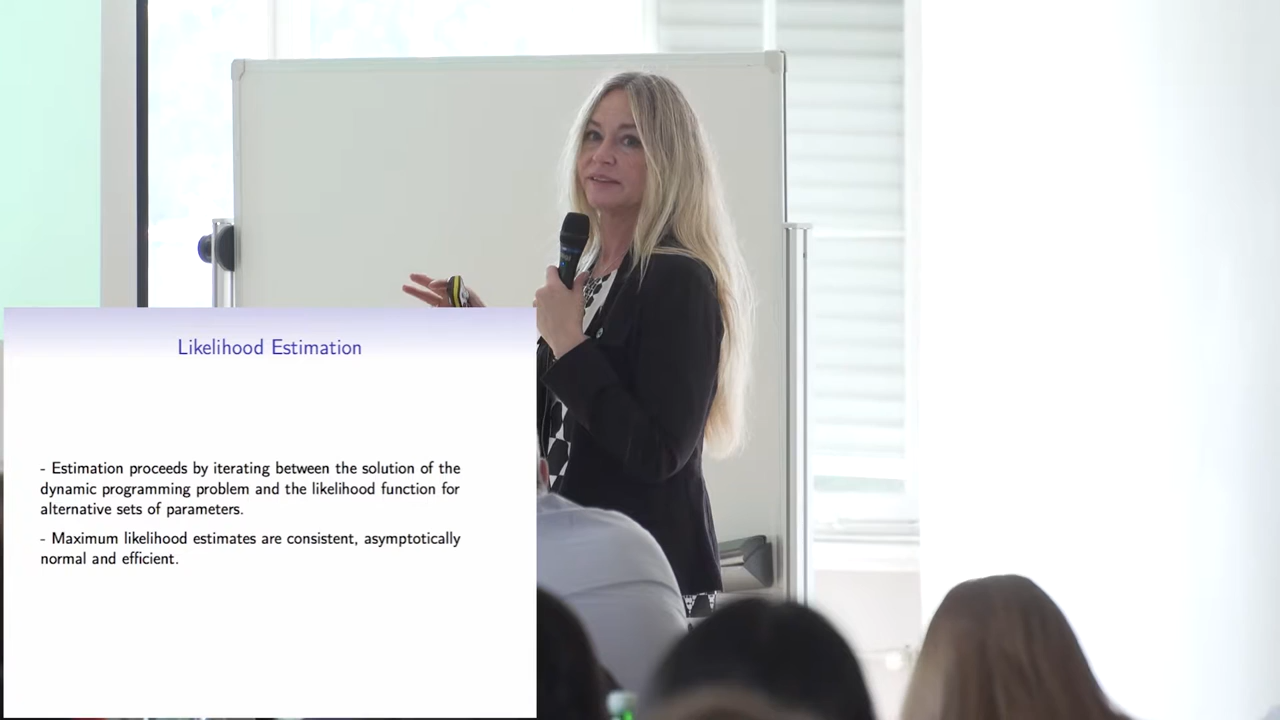 Likelihood Estimation
- Estimation proceeds by iterating between the solution of the
dynamic programming problem and the likelihood function for
alternative sets of parameters.
- Maximum likelihood estimates are consistent, asymptotically
normal and efficient.